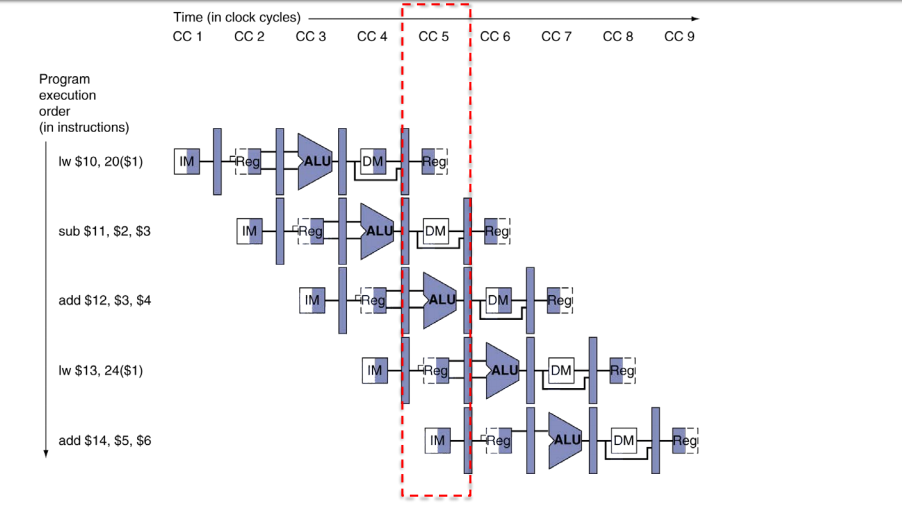 Time (in clock cycles)
CC 1 CC 2 CC 3 CC 4 CC 5 CC 6 CC 7 CC 8 CC 9
Program
execution
order
(in instructions)
lw $10, 20($1) IM Reg ALU DM Reg
sub $11, $2, $3 IM Reg ALU DM Reg
add $12, $3, $4 IM Reg ALU DM Reg
lw $13, 24($1) IM Reg ALU DM Reg
add $14, $5, $6 IM Reg ALU DM Reg